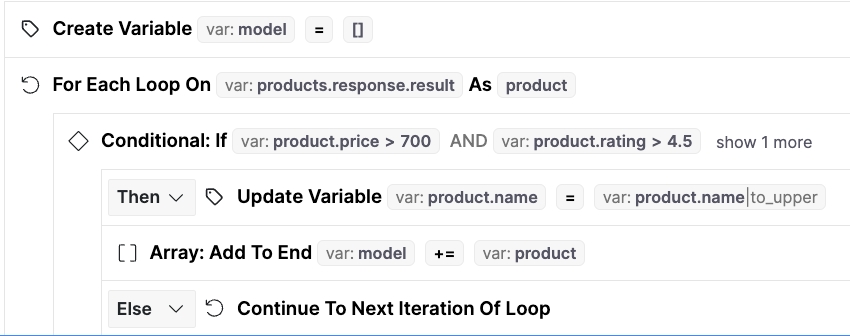 Create Variable var: model = []
For Each Loop On var: products.response.result As product
Conditional: If var: product.price > 700 AND var: product.rating > 4.5 show 1 more
Then Update Variable var: product.name = var: product.name|to_upper
[ ] Array: Add To End var: model += var: product
Else Continue To Next Iteration Of Loop